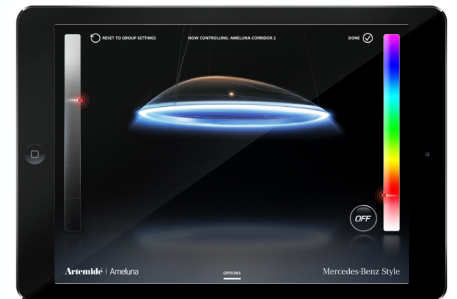 RESET TO GROUP SETTINGS
NOW CONTROLLING: AMELUNA CORRIDOR 2
DONE
OFF
Artemide | Ameluna
OPTIONS
Mercedes-Benz Style